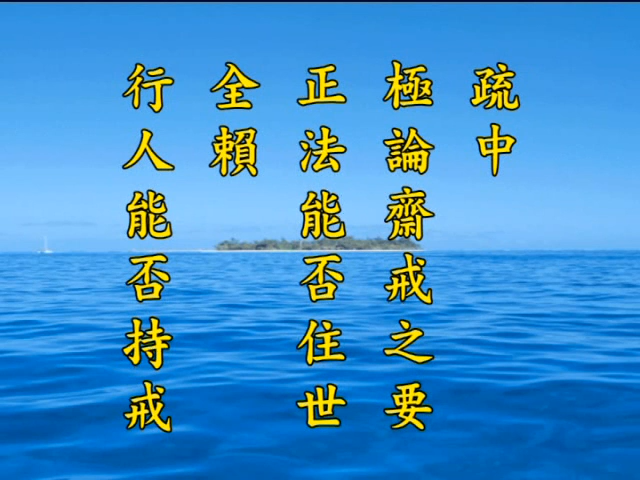 疏中
極論齋戒之要
正法能否住世
全賴
行人能否持戒